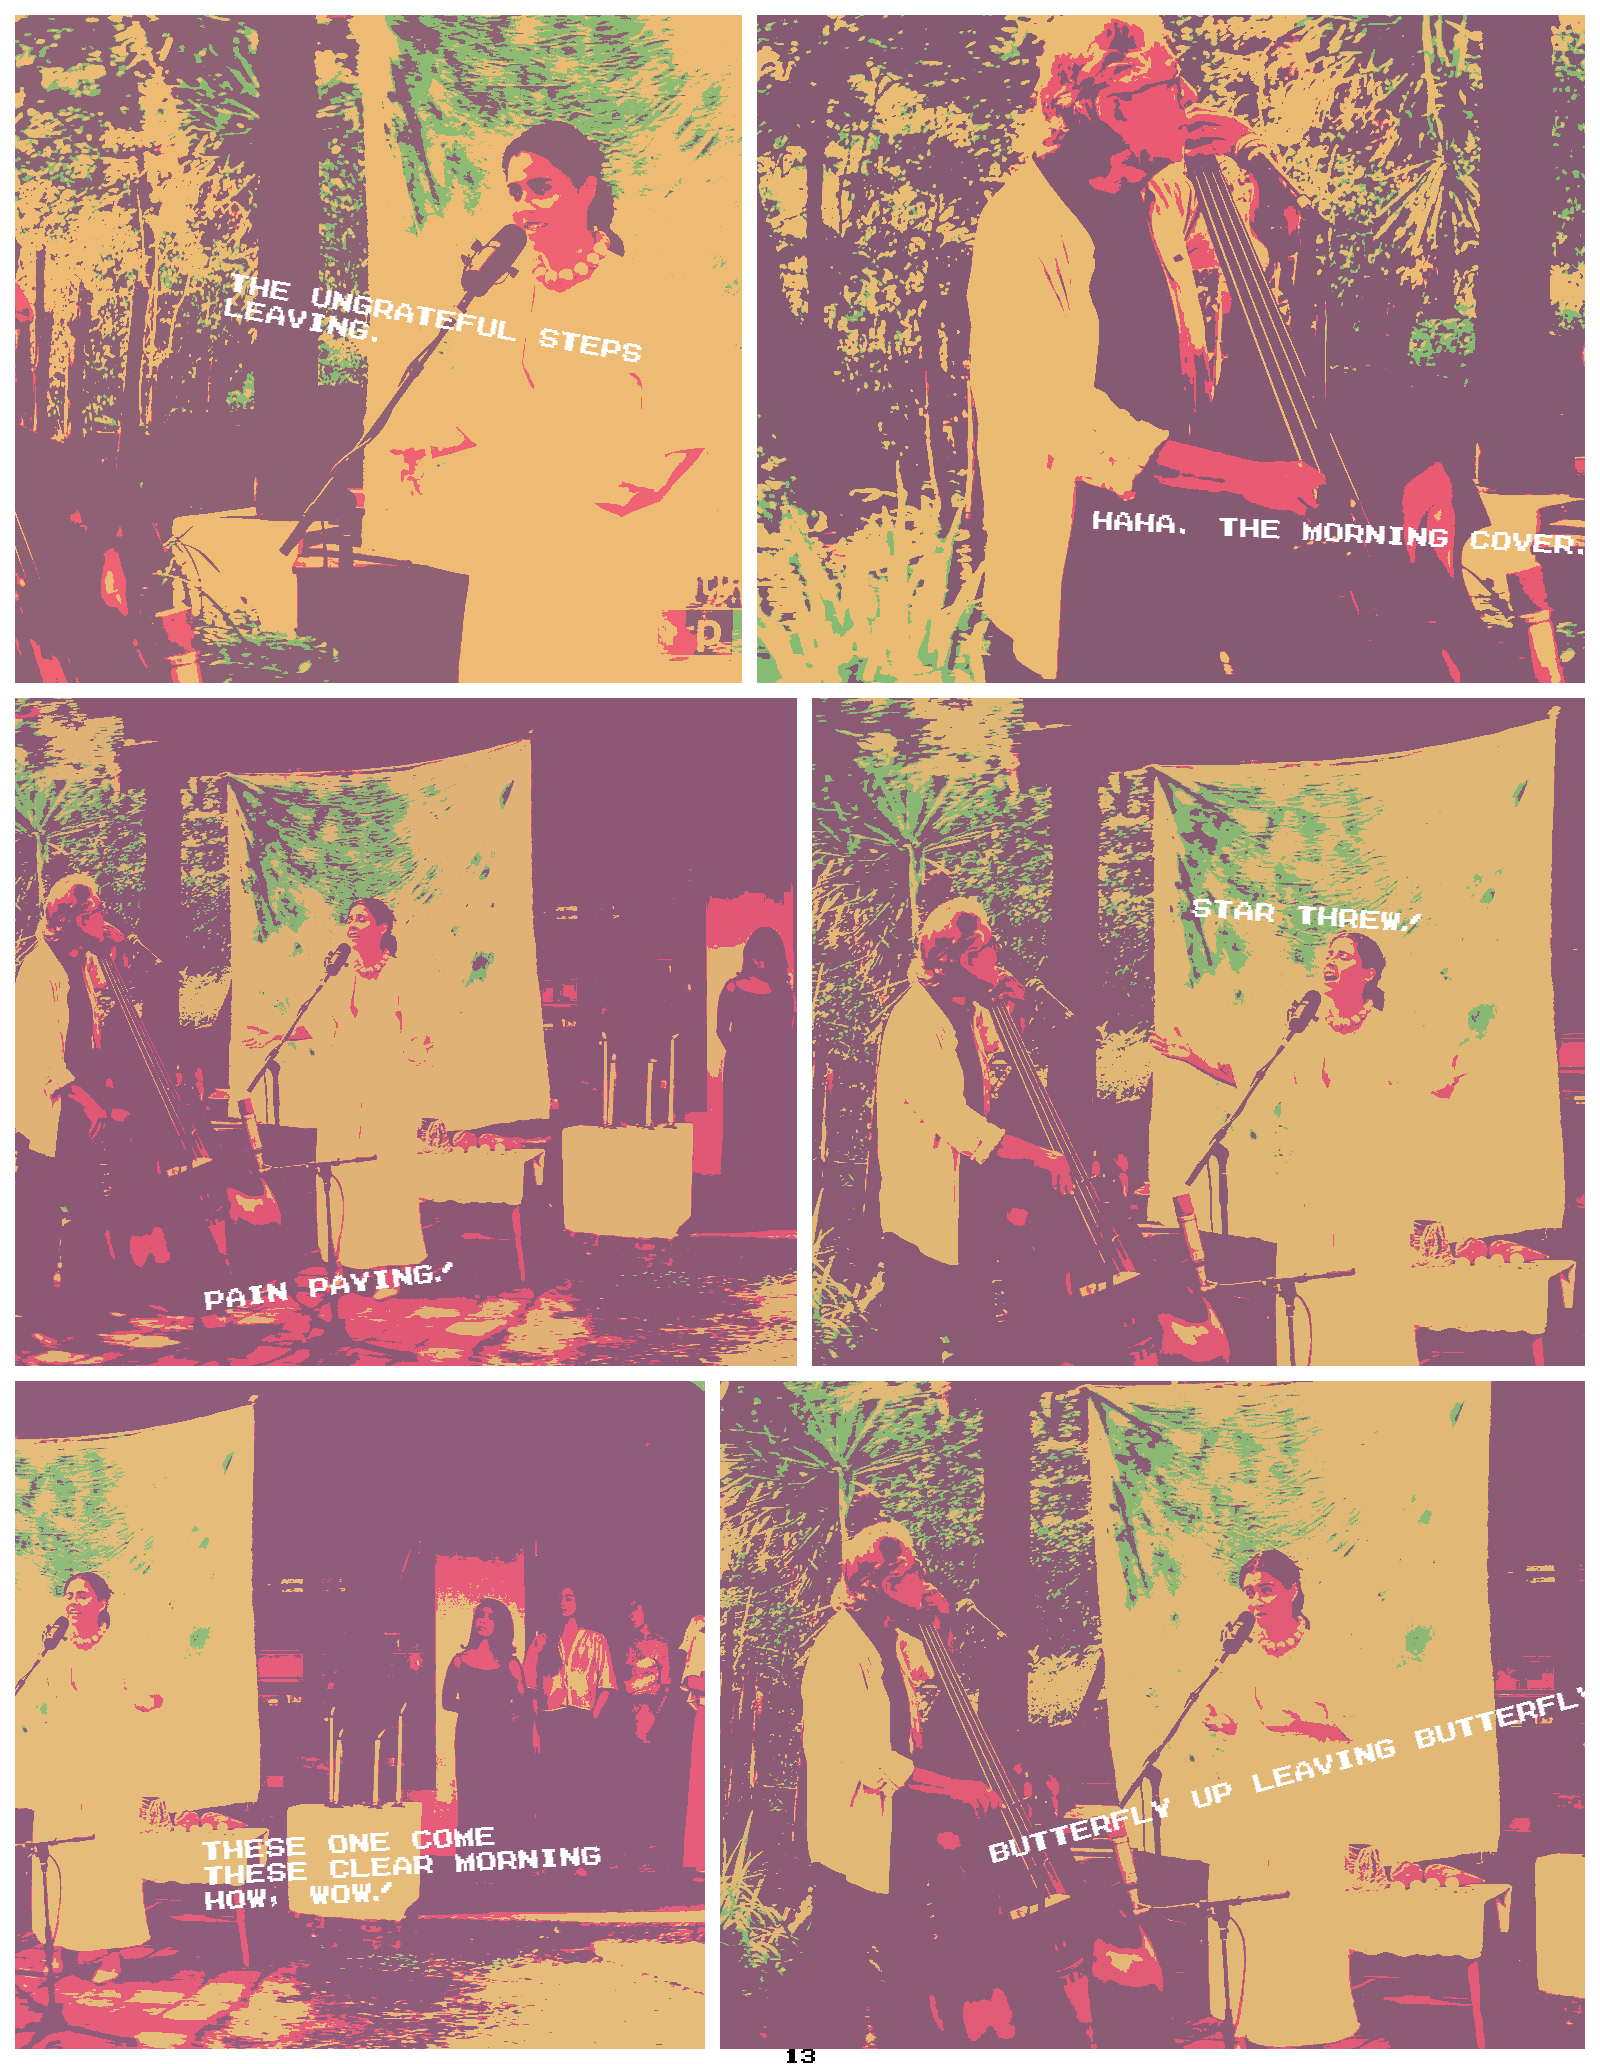 THE UNGRATEFUL STEPS
LEAVING.
p
HAHA. THE MORNING COVER.
PAIN PAYING!
STAR THREW!
THESE ONE COME
THESE CLEAR MORNING
HOW, WOW!
BUTTERFLY UP LEAVING BUTTERFLY
13